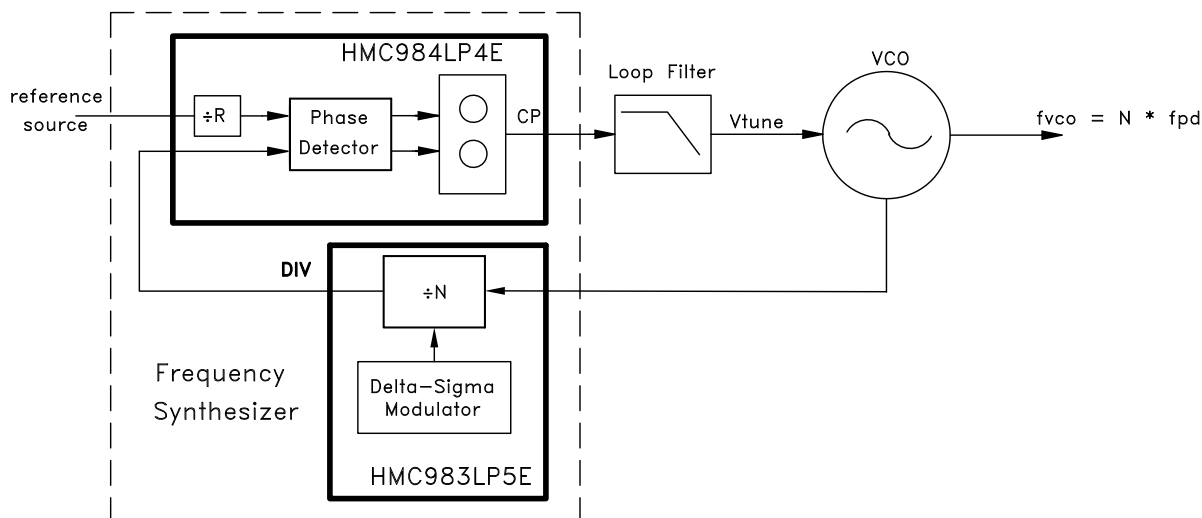 HMC984LP4E
reference
source
÷R
Phase
Detector
CP
Loop Filter
Vtune
VCO
fvco = N * fpd
DIV
÷N
Delta-Sigma
Modulator
Frequency
Synthesizer
HMC983LP5E